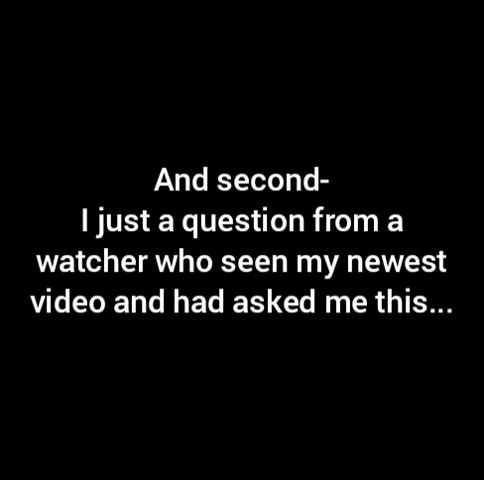 And second-
I just a question from a
watcher who seen my newest
video and had asked me this...